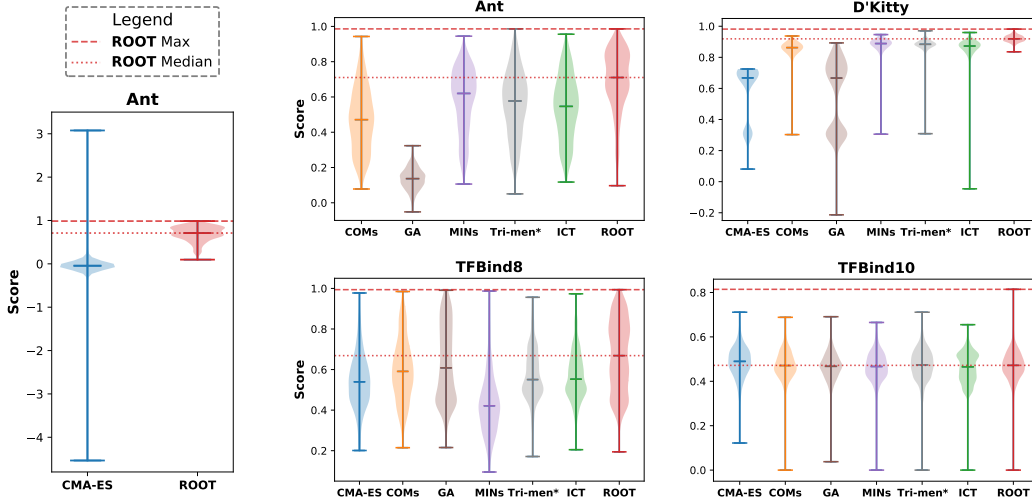 Legend
ROOT Max
ROOT Median
Ant
Score
3
2
1
0
−1
−2
−3
−4
CMA-ES ROOT
Ant
Score
1.0
0.8
0.6
0.4
0.2
0.0
COMs GA MINs Tri-men* ICT ROOT
D'Kitty
1.0
0.8
0.6
0.4
0.2
0.0
−0.2
CMA-ES COMs GA MINs Tri-men* ICT ROOT
TFBind8
Score
1.0
0.8
0.6
0.4
0.2
CMA-ES COMs GA MINs Tri-men* ICT ROOT
TFBind10
0.8
0.6
0.4
0.2
0.0
CMA-ES COMs GA MINs Tri-men* ICT ROOT